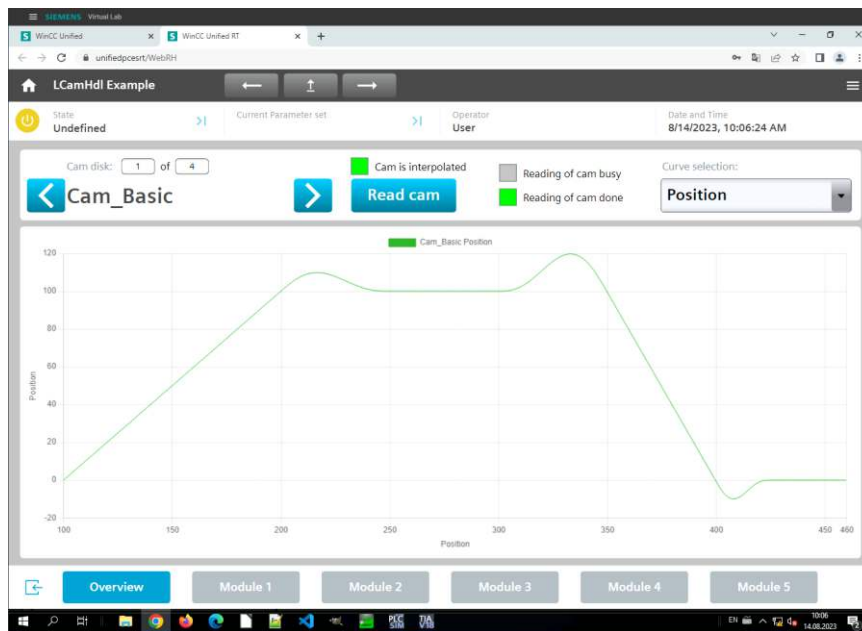 SIEMENS Virtual Lab
WinCC Unified
WinCC Unified RT
unifiedpcesrt/WebRH
LCamHdl Example
State
Undefined
Current Parameter set
Operator
User
Date and Time
8/14/2023, 10:06:24 AM
Cam disk: 1 of 4
Cam is interpolated
Reading of cam busy
Curve selection:
Cam_Basic
Read cam
Reading of cam done
Position
Cam_Basic Position
120
100
80
60
40
20
0
-20
Position
100 150 200 250 300 350 400 450 460
Position
Overview
Module 1
Module 2
Module 3
Module 4
Module 5
PLC
SIM
TIA
V18
EN
10:06
14.08.2023
2